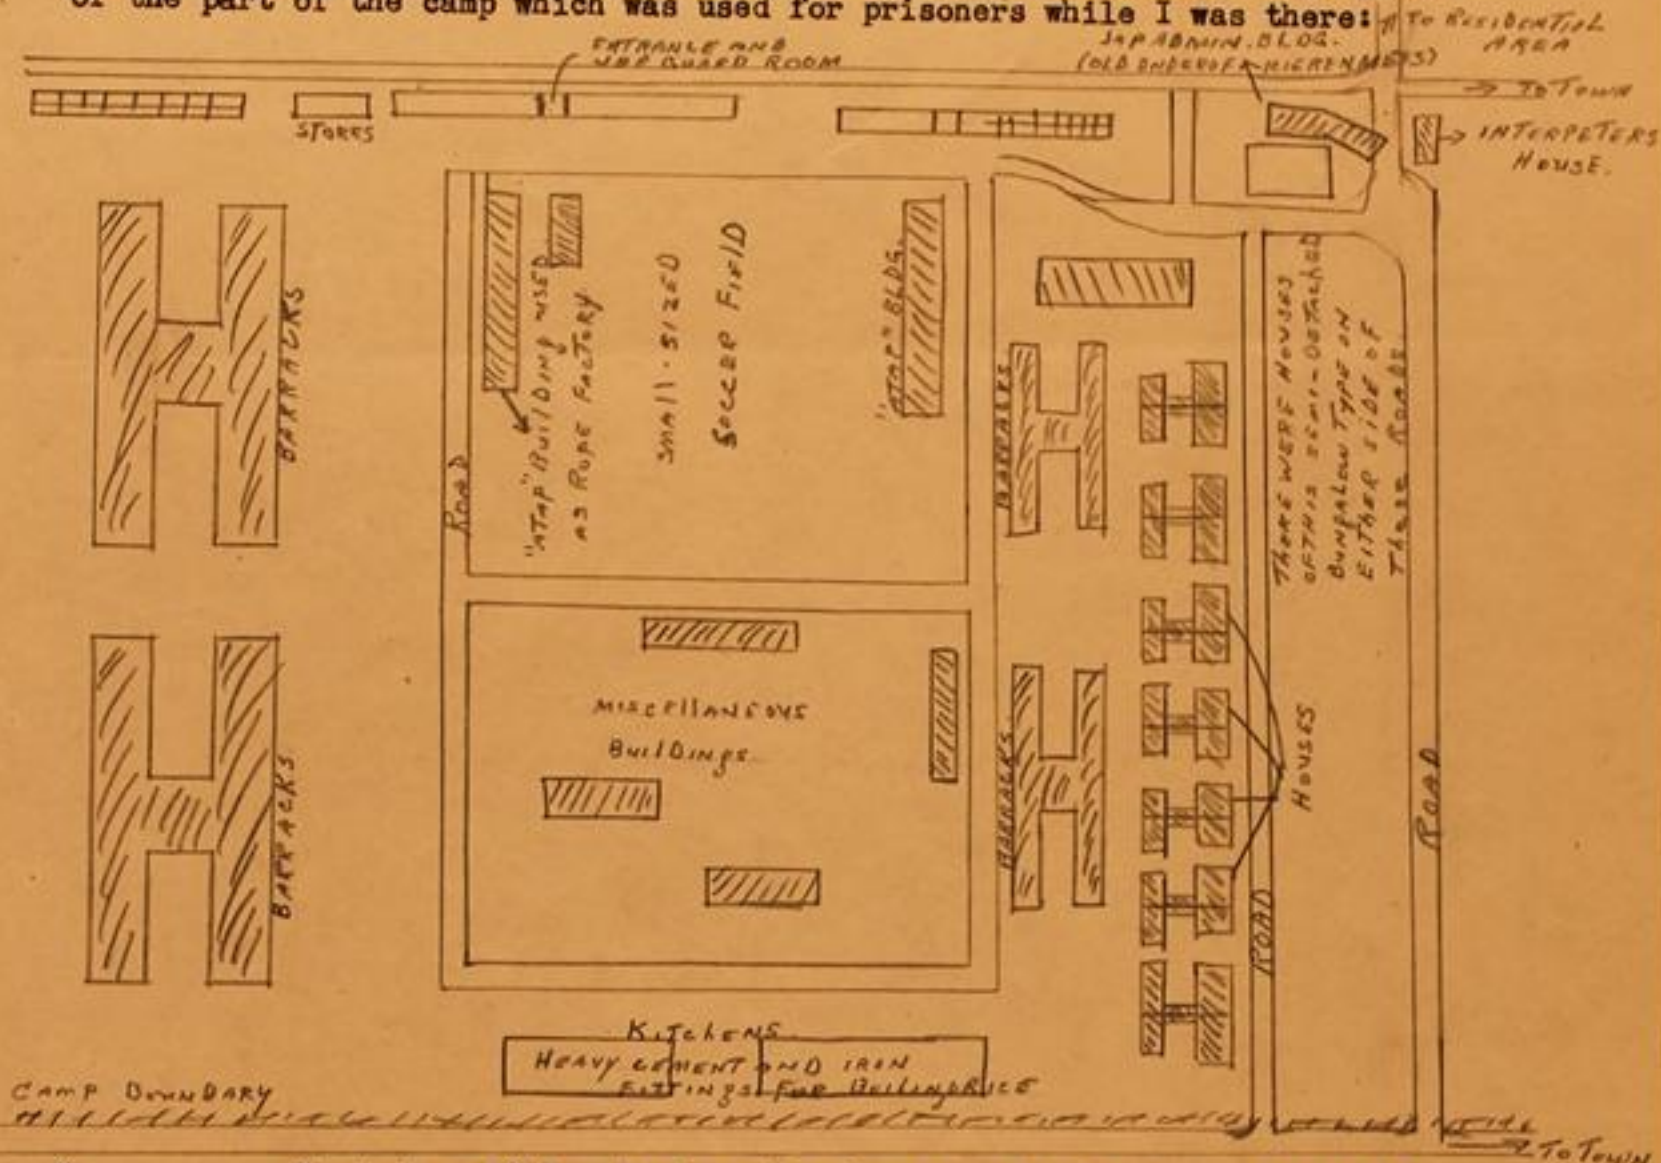 of the part of the camp which was used for prisoners while I was there:
TO RESIDENTIAL
AREA
ENTRANCE AND
JAP GUARD ROOM
JAP ADMIN. BLDG.
(OLD
TO TOWN
STORES
INTERPETERS
HOUSE.
BARRACKS
ROAD
"ATAP" BUILDING USED
AS ROPE FACTORY
SMALL-SIZED
SOCCER FIELD
"ATAP" BLDG.
BARRACKS
THERE WERE HOUSES
OF THIS SEMI-DETACHED
BUNGALOW TYPE ON
EITHER SIDE OF
THESE ROADS
MISCELLANEOUS
BUILDINGS
BARRACKS
BARRACKS
HOUSES
ROAD
ROAD
KITCHENS
HEAVY CEMENT AND IRON
FITTINGS FOR BOILING RICE
CAMP BOUNDARY
TO TOWN